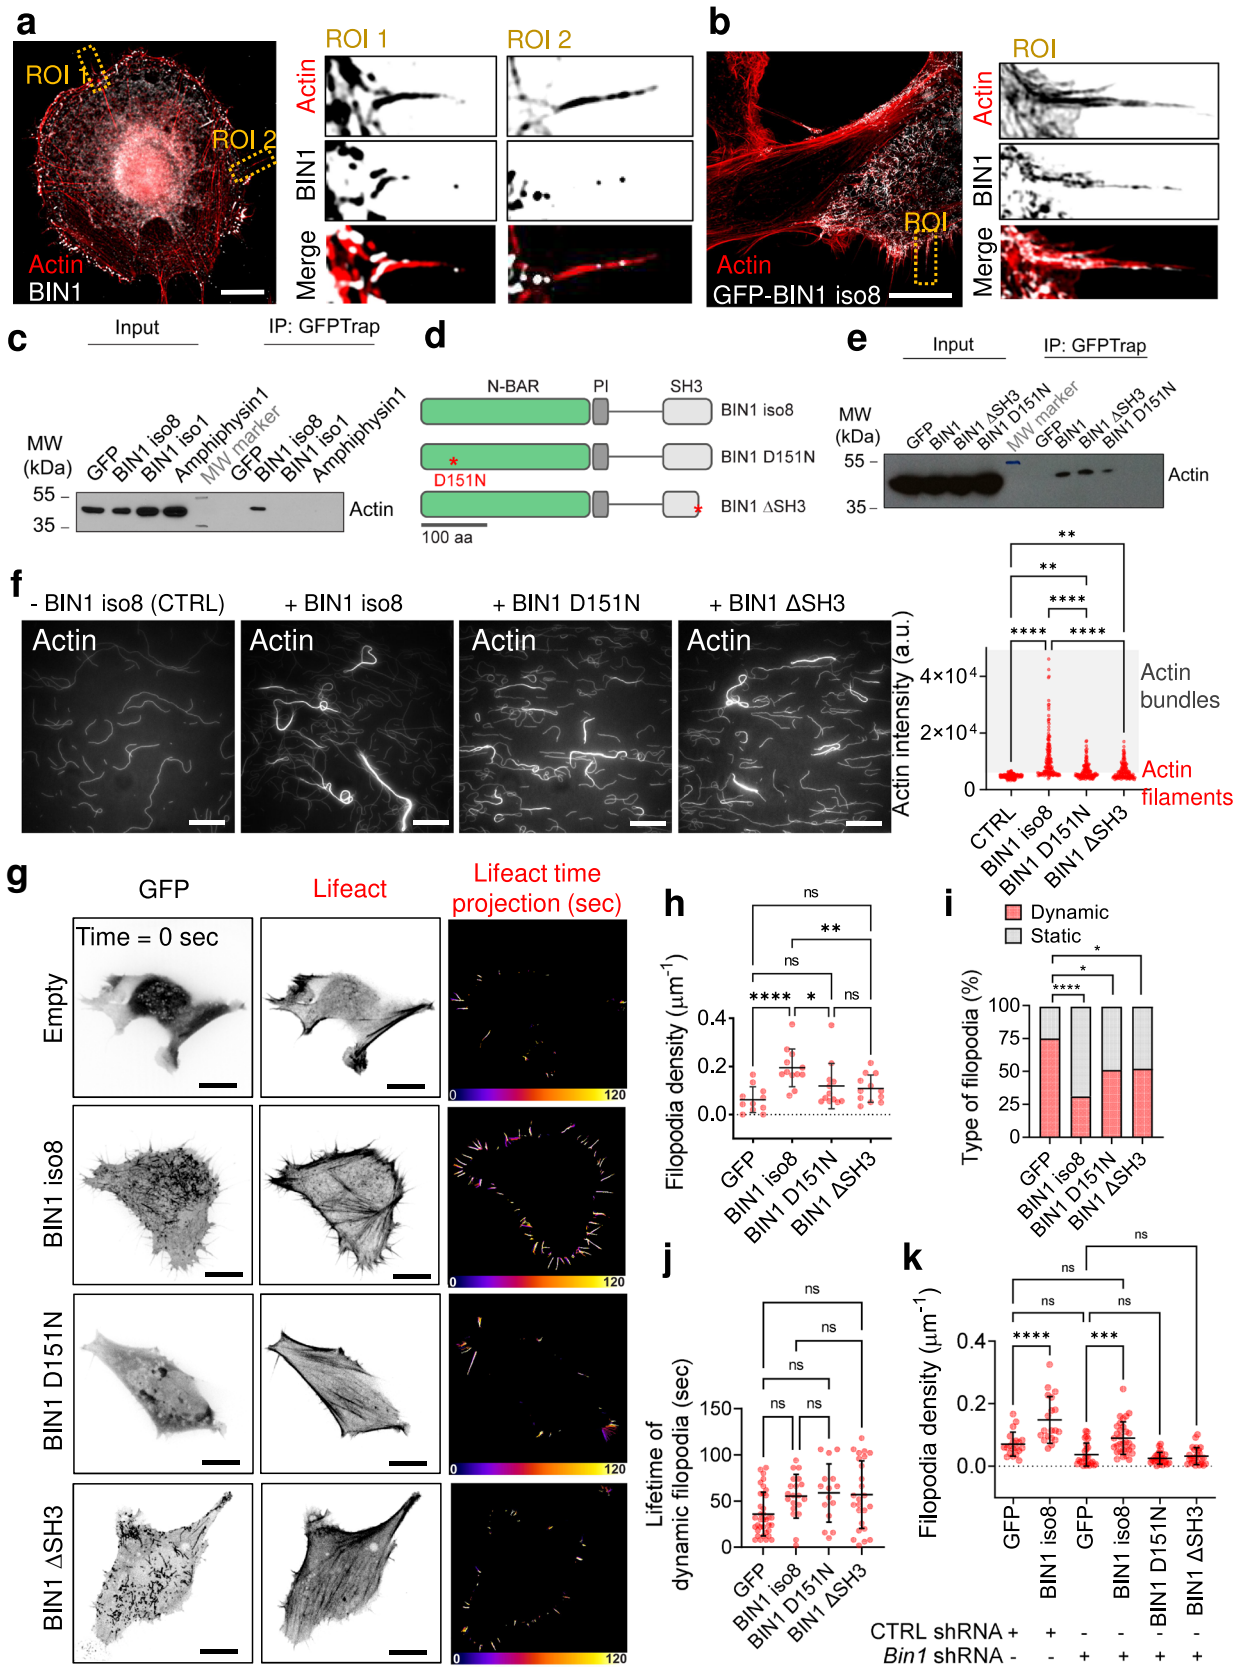 a
ROI 1
ROI 2
Actin
BIN1
ROI 1
ROI 2
Actin
BIN1
Merge
b
ROI
Actin
GFP-BIN1 iso8
ROI
Actin
BIN1
Merge
c
Input
IP: GFPTrap
MW
(kDa)
GFP
BIN1 iso8
BIN1 iso1
Amphiphysin1
MW marker
GFP
BIN1 iso8
BIN1 iso1
Amphiphysin1
55
35
Actin
d
N-BAR
PI
SH3
BIN1 iso8
BIN1 D151N
*
D151N
BIN1 ΔSH3
*
100 aa
e
Input
IP: GFPTrap
MW
(kDa)
GFP
BIN1
BIN1 ΔSH3
BIN1 D151N
MW marker
GFP
BIN1
BIN1 ΔSH3
BIN1 D151N
55
35
Actin
f
- BIN1 iso8 (CTRL)
+ BIN1 iso8
+ BIN1 D151N
+ BIN1 ΔSH3
Actin
Actin
Actin
Actin
Actin intensity (a.u.)
**
**
****
**** ****
4×10⁴
2×10⁴
0
Actin
bundles
Actin
filaments
CTRL
BIN1 iso8
BIN1 D151N
BIN1 ΔSH3
g
GFP
Lifeact
Lifeact time
projection (sec)
Empty
Time = 0 sec
0 120
BIN1 iso8
0 120
BIN1 D151N
0 120
BIN1 ΔSH3
0 120
h
ns
**
ns
**** * ns
Filopodia density (μm⁻¹)
0.4
0.2
0.0
GFP
BIN1 iso8
BIN1 D151N
BIN1 ΔSH3
i
Dynamic
Static
*
*
****
Type of filopodia (%)
100
75
50
25
0
GFP
BIN1 iso8
BIN1 D151N
BIN1 ΔSH3
j
ns
ns
ns
ns ns
Lifetime of
dynamic filopodia (sec)
150
100
50
0
GFP
BIN1 iso8
BIN1 D151N
BIN1 ΔSH3
k
ns
ns
ns ns
**** ***
Filopodia density (μm⁻¹)
0.4
0.2
0.0
GFP
BIN1 iso8
GFP
BIN1 iso8
BIN1 D151N
BIN1 ΔSH3
CTRL shRNA + + - - - -
Bin1 shRNA - - + + + +